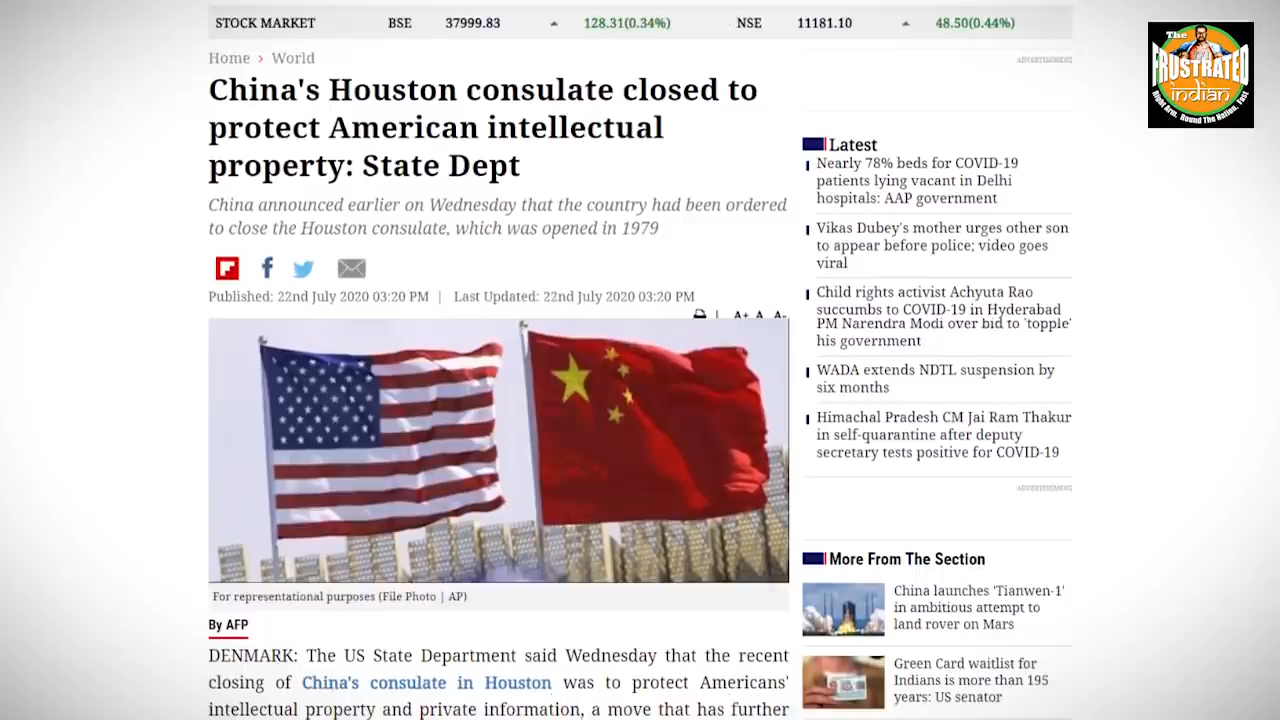 STOCK MARKET BSE 37999.83 128.31(0.34%) NSE 11181.10 48.50(0.44%)
The
FRUSTRATED
indian
Right Arm, Round The Nation, Fast
Home › World
ADVERTISEMENT
China's Houston consulate closed to
protect American intellectual
property: State Dept
China announced earlier on Wednesday that the country had been ordered
to close the Houston consulate, which was opened in 1979
Published: 22nd July 2020 03:20 PM | Last Updated: 22nd July 2020 03:20 PM
A+ A A-
For representational purposes (File Photo | AP)
By AFP
DENMARK: The US State Department said Wednesday that the recent
closing of China's consulate in Houston was to protect Americans'
intellectual property and private information, a move that has further
Latest
Nearly 78% beds for COVID-19
patients lying vacant in Delhi
hospitals: AAP government
Vikas Dubey's mother urges other son
to appear before police; video goes
viral
Child rights activist Achyuta Rao
succumbs to COVID-19 in Hyderabad
PM Narendra Modi over bid to 'topple'
his government
WADA extends NDTL suspension by
six months
Himachal Pradesh CM Jai Ram Thakur
in self-quarantine after deputy
secretary tests positive for COVID-19
ADVERTISEMENT
More From The Section
China launches 'Tianwen-1'
in ambitious attempt to
land rover on Mars
Green Card waitlist for
Indians is more than 195
years: US senator